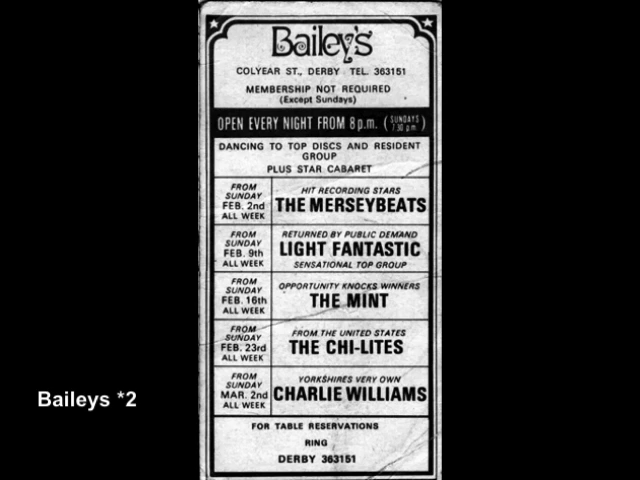 Bailey's
COLYEAR ST., DERBY TEL. 363151
MEMBERSHIP NOT REQUIRED
(Except Sundays)
OPEN EVERY NIGHT FROM 8 p.m. (SUNDAYS 7.30 p.m.)
DANCING TO TOP DISCS AND RESIDENT
GROUP
PLUS STAR CABARET
FROM
SUNDAY
FEB. 2nd
ALL WEEK
HIT RECORDING STARS
THE MERSEYBEATS
FROM
SUNDAY
FEB. 9th
ALL WEEK
RETURNED BY PUBLIC DEMAND
LIGHT FANTASTIC
SENSATIONAL TOP GROUP
FROM
SUNDAY
FEB. 16th
ALL WEEK
OPPORTUNITY KNOCKS WINNERS
THE MINT
FROM
SUNDAY
FEB. 23rd
ALL WEEK
FROM THE UNITED STATES
THE CHI-LITES
FROM
SUNDAY
MAR. 2nd
ALL WEEK
YORKSHIRES VERY OWN
CHARLIE WILLIAMS
FOR TABLE RESERVATIONS
RING
DERBY 363151
Baileys *2